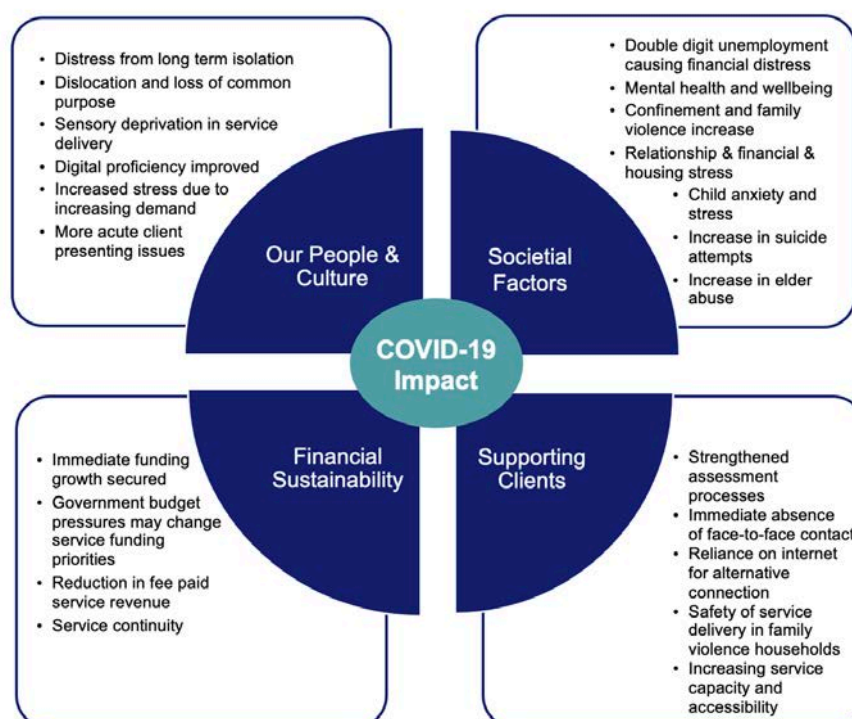 • Distress from long term isolation
• Dislocation and loss of common
purpose
• Sensory deprivation in service
delivery
• Digital proficiency improved
• Increased stress due to
increasing demand
• More acute client
presenting issues
Our People &
Culture
• Double digit unemployment
causing financial distress
• Mental health and wellbeing
• Confinement and family
violence increase
• Relationship & financial &
housing stress
• Child anxiety and
stress
• Increase in suicide
attempts
• Increase in elder
abuse
Societial
Factors
COVID-19
Impact
• Immediate funding
growth secured
• Government budget
pressures may change
service funding
priorities
• Reduction in fee paid
service revenue
• Service continuity
Financial
Sustainability
Supporting
Clients
• Strengthened
assessment
processes
• Immediate absence
of face-to-face contact
• Reliance on internet
for alternative
connection
• Safety of service
delivery in family
violence households
• Increasing service
capacity and
accessibility